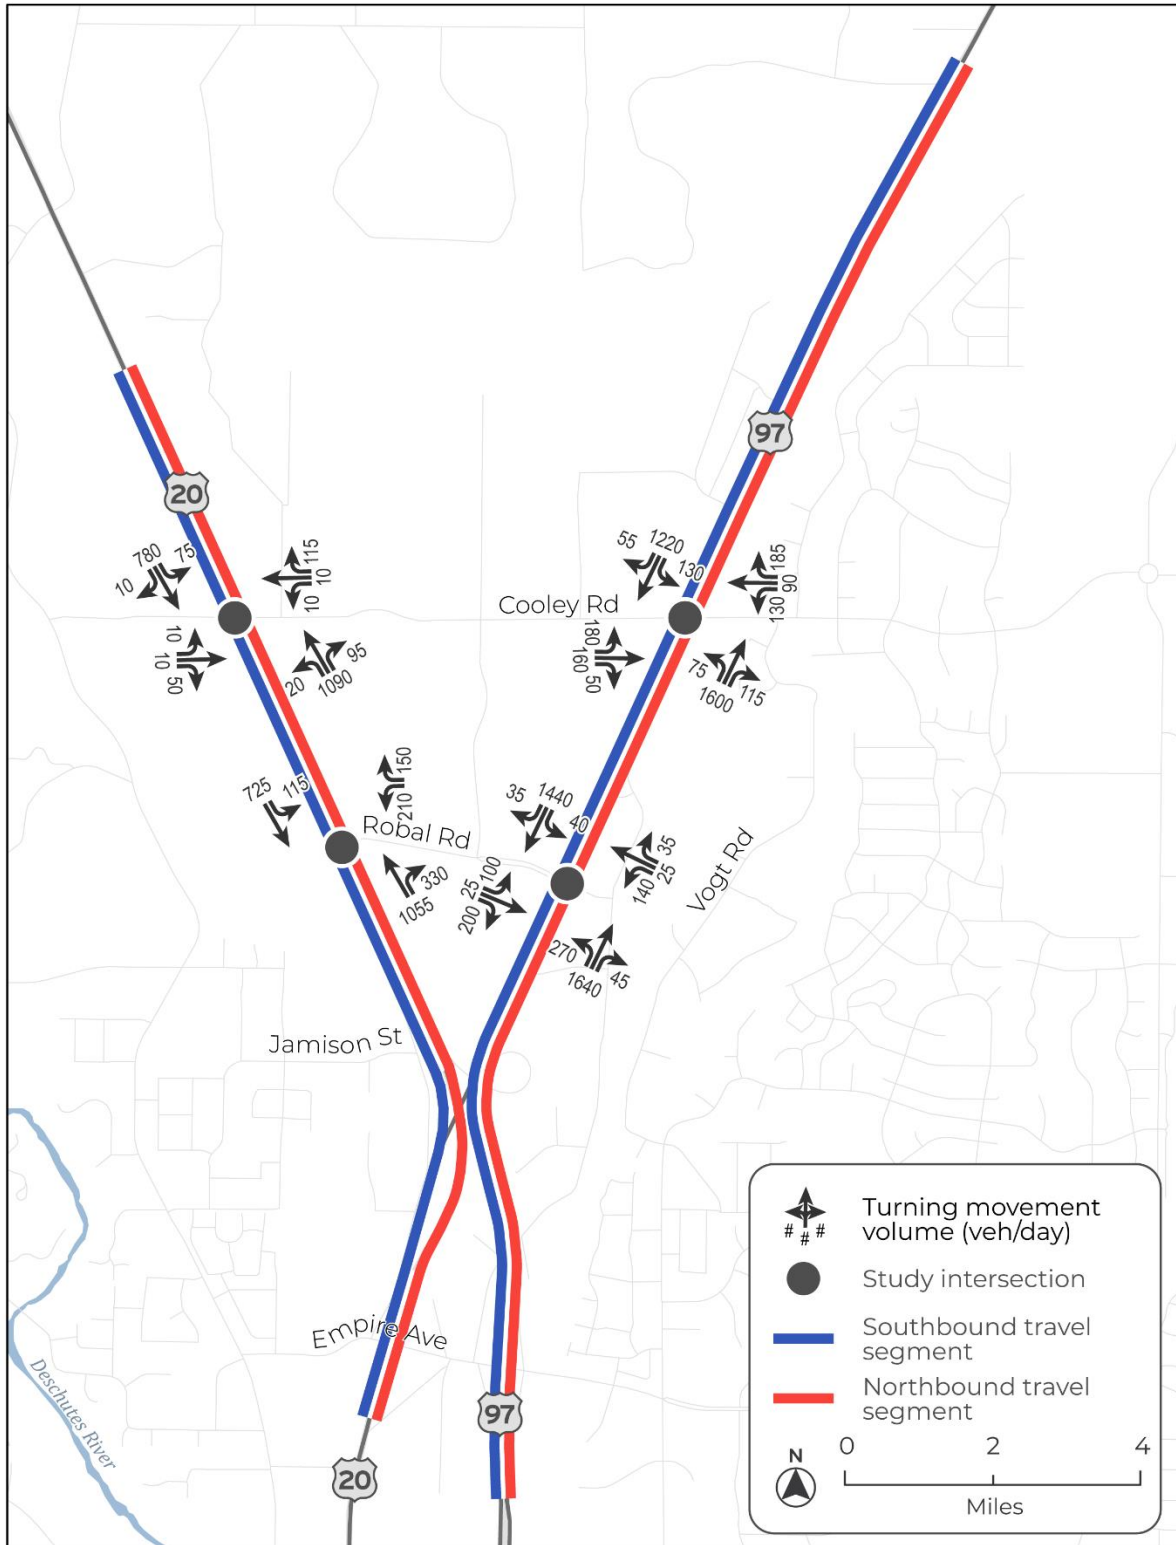 97
20
780
75
10
115
10
10
10
10
50
20
1090
95
55
1220
130
Cooley Rd
185
90
130
180
160
50
75
1600
115
725
115
150
210
Robal Rd
330
1055
35
1440
40
100
25
200
35
25
140
Vogt Rd
270
1640
45
Jamison St
Empire Ave
Deschutes River
97
20
# # #
Turning movement
volume (veh/day)
Study intersection
Southbound travel
segment
Northbound travel
segment
N
0 2 4
Miles